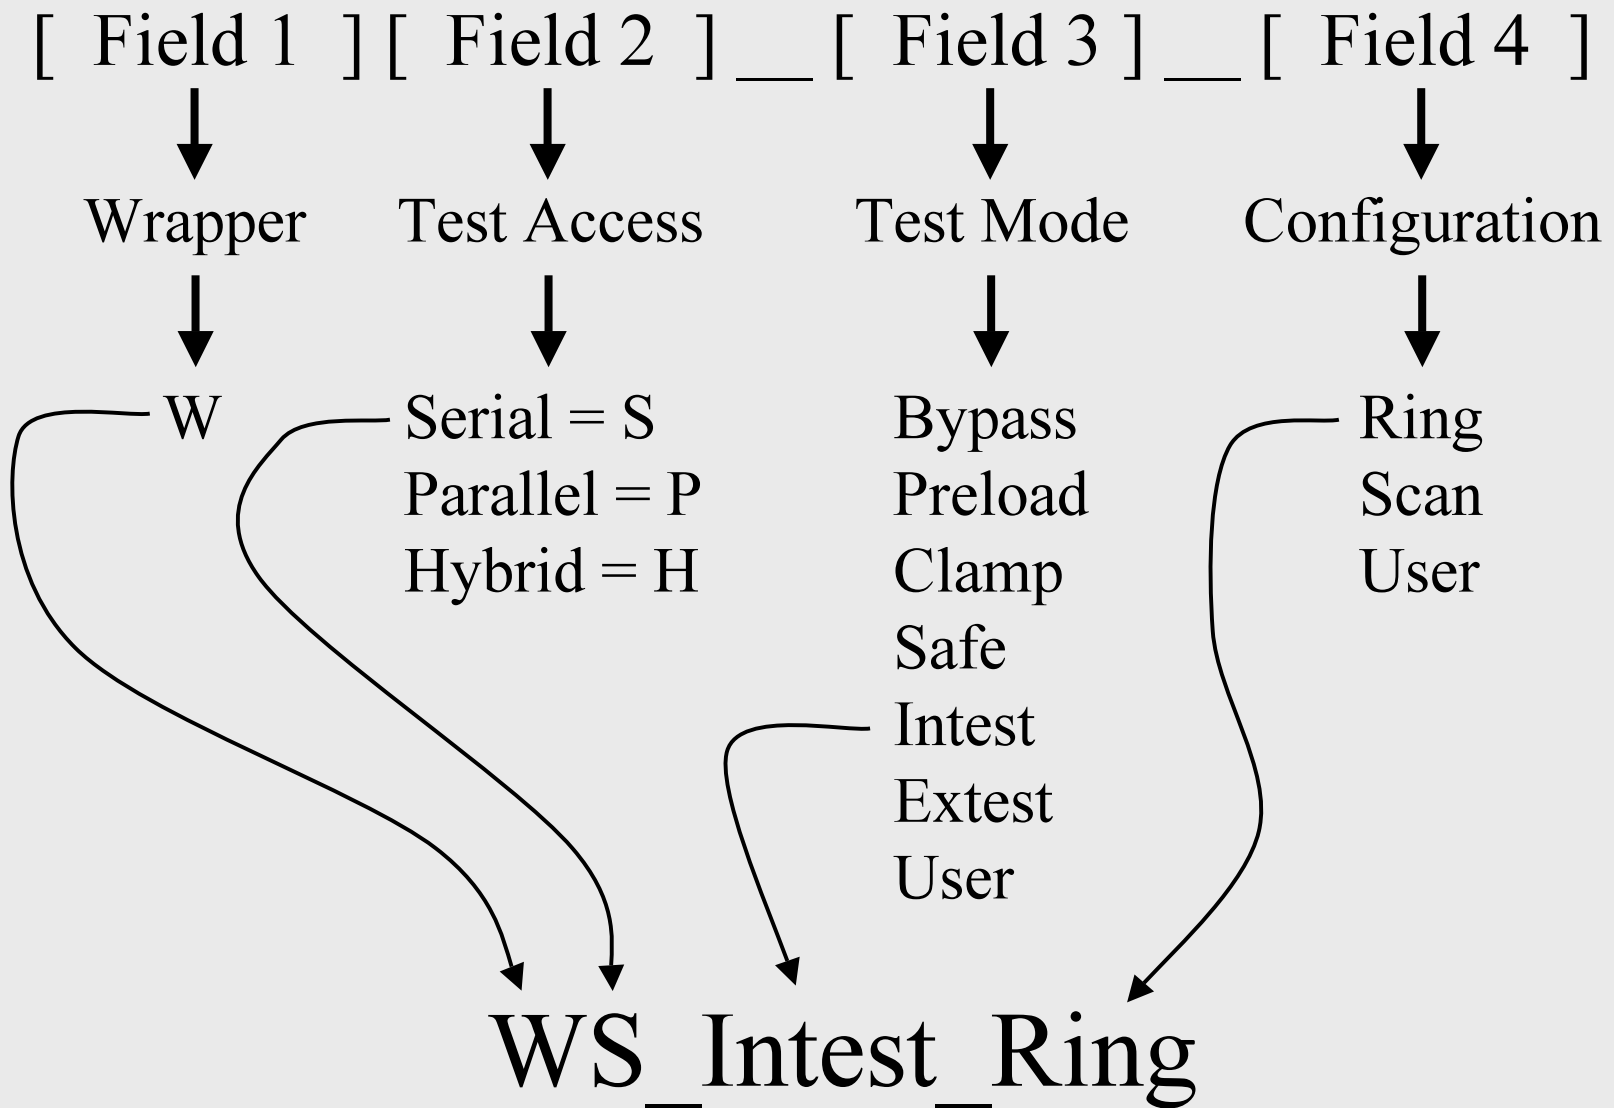 [ Field 1 ] [ Field 2 ] __ [ Field 3 ] __ [ Field 4 ]
Wrapper Test Access Test Mode Configuration
W Serial = S Bypass Ring
Parallel = P Preload Scan
Hybrid = H Clamp User
Safe
Intest
Extest
User
WS_Intest_Ring